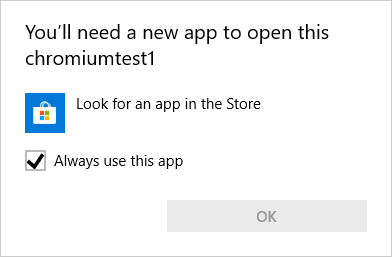 You’ll need a new app to open this
chromiumtest1
Look for an app in the Store
Always use this app
OK